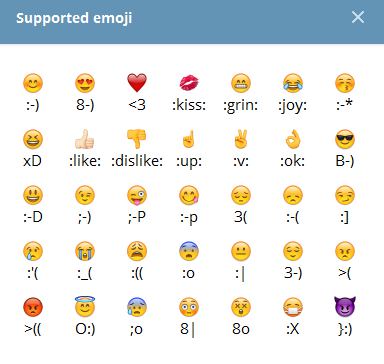 Supported emoji
:-) 8-) <3 :kiss: :grin: :joy: :-*
xD :like: :dislike: :up: :v: :ok: B-)
:-D ;-) ;-P :-p 3( :-( :]
:'( :_( :(( :o :| 3-) >(
>(( O:) ;o 8| 8o :X }:)